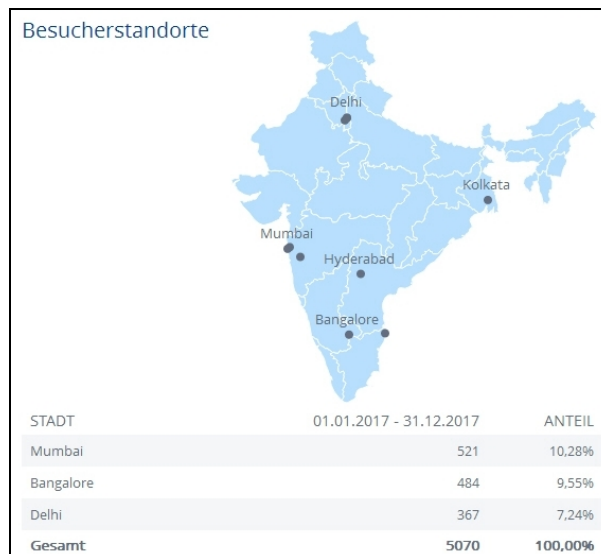 Besucherstandorte
Delhi
Kolkata
Mumbai
Hyderabad
Bangalore
STADT 01.01.2017 - 31.12.2017 ANTEIL
Mumbai 521 10,28%
Bangalore 484 9,55%
Delhi 367 7,24%
Gesamt 5070 100,00%